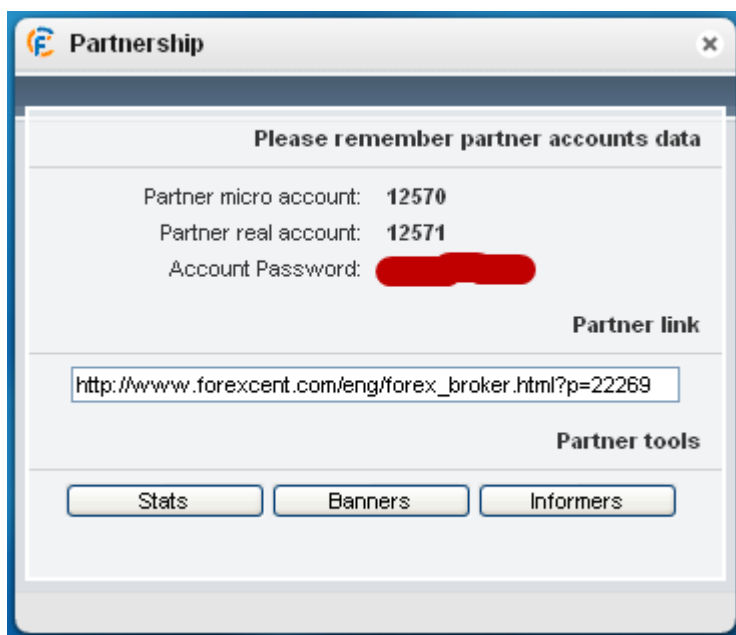 Partnership
Please remember partner accounts data
Partner micro account: 12570
Partner real account: 12571
Account Password:
Partner link
http://www.forexcent.com/eng/forex_broker.html?p=22269
Partner tools
Stats Banners Informers